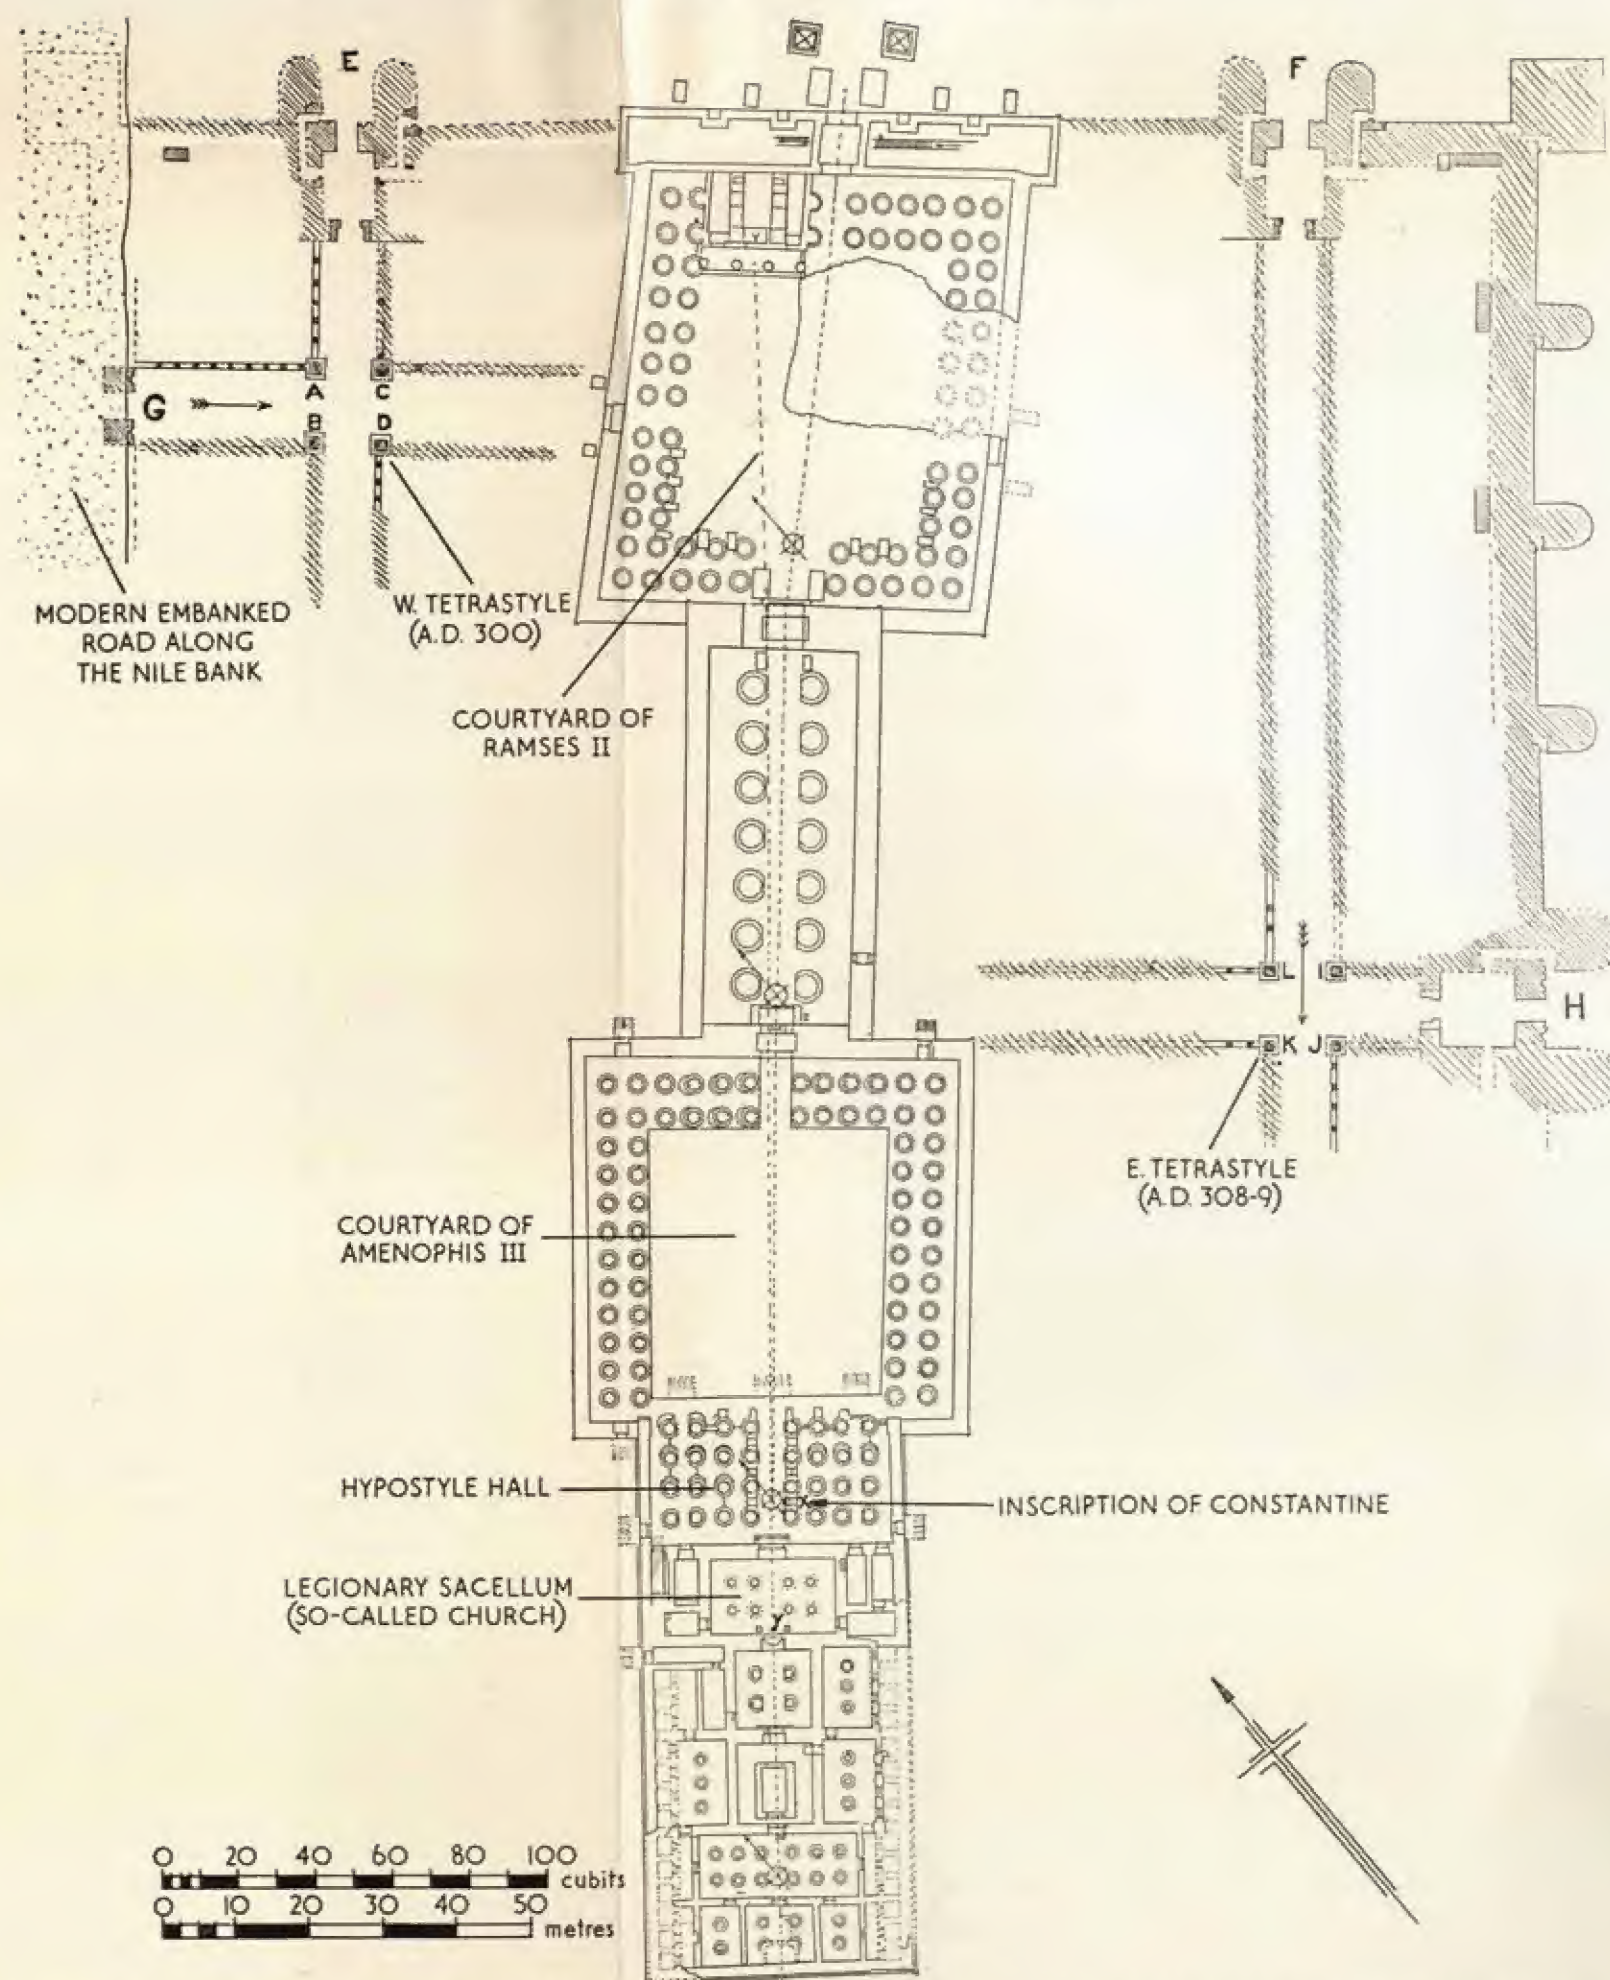 E
F
G
A
C
B
D
W. TETRASTYLE
(A.D. 300)
MODERN EMBANKED
ROAD ALONG
THE NILE BANK
COURTYARD OF
RAMSES II
L
I
H
K
J
E. TETRASTYLE
(A.D. 308-9)
COURTYARD OF
AMENOPHIS III
HYPOSTYLE HALL
X
INSCRIPTION OF CONSTANTINE
LEGIONARY SACELLUM
(SO-CALLED CHURCH)
Y
0 20 40 60 80 100
cubits
0 10 20 30 40 50
metres